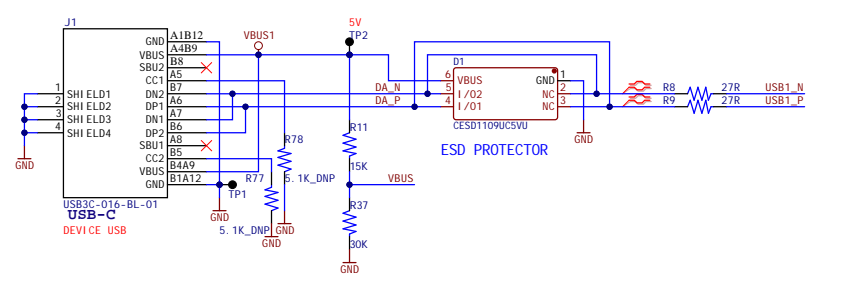 J1
A1B12
GND
A4B9
VBUS
B8
SBU2
A5
CC1
B7
DN2
A6
DP1
A7
DN1
B6
DP2
A8
SBU1
B5
CC2
B4A9
VBUS
B1A12
GND
1 SHIELD1
2 SHIELD2
3 SHIELD3
4 SHIELD4
GND
USB3C-016-BL-01
USB-C
DEVICE USB
VBUS1
5V
TP2
TP1
GND
R77
5.1K_DNP
GND
R78
5.1K_DNP
GND
R11
15K
VBUS
R37
30K
GND
DA_N
DA_P
D1
6 VBUS
5 I/O2
4 I/O1
GND 1
NC 2
NC 3
CESD1109UC5VU
GND
ESD PROTECTOR
R8 27R USB1_N
R9 27R USB1_P